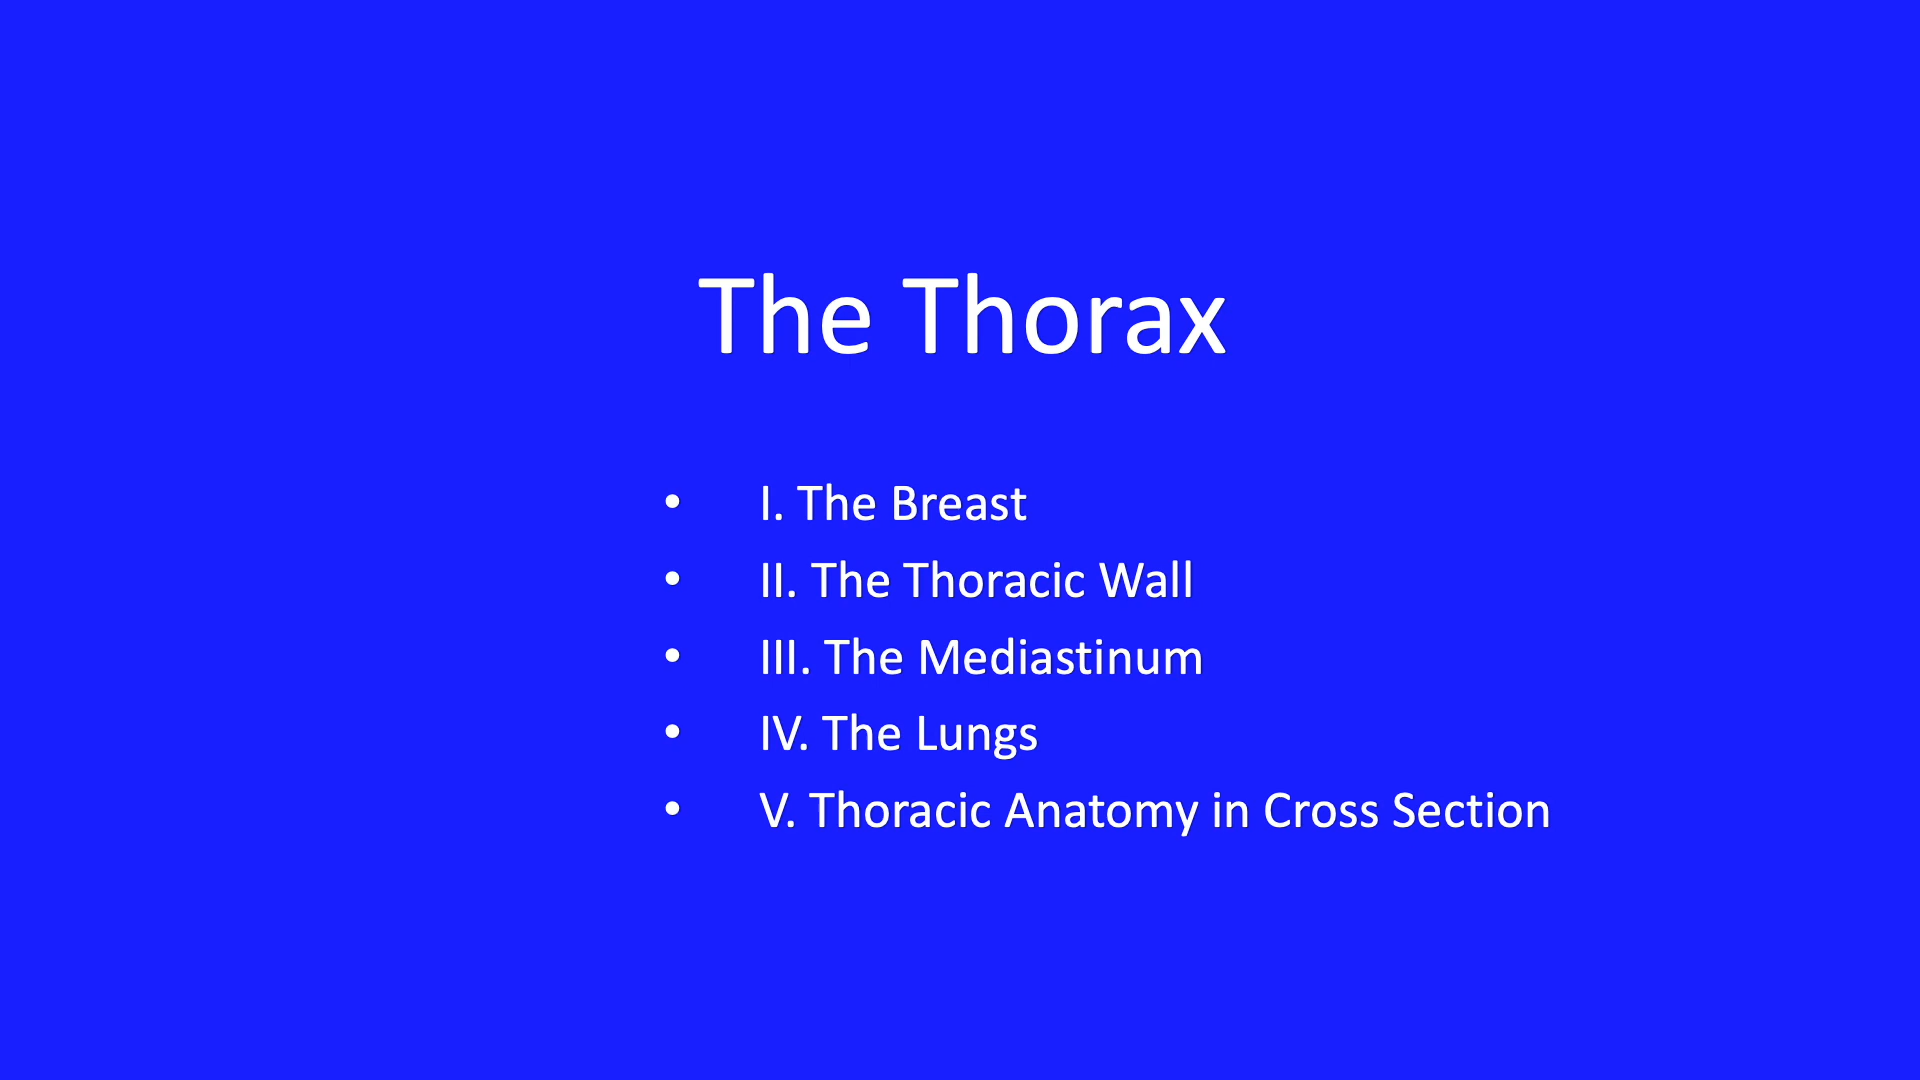 The Thorax
• I. The Breast
• II. The Thoracic Wall
• III. The Mediastinum
• IV. The Lungs
• V. Thoracic Anatomy in Cross Section